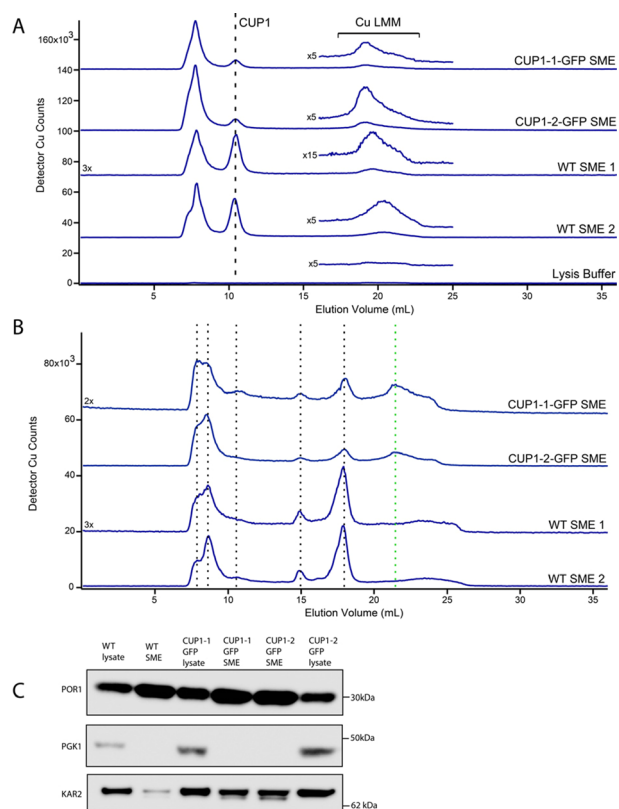 A
CUP1
Cu LMM
160x10³
140
120
100
80
60
40
20
0
Detector Cu Counts
x5
CUP1-1-GFP SME
x5
CUP1-2-GFP SME
3x
x15
WT SME 1
x5
WT SME 2
x5
Lysis Buffer
5
10
15
20
25
30
35
Elution Volume (mL)
B
80x10³
60
40
20
0
Detector Cu Counts
2x
CUP1-1-GFP SME
CUP1-2-GFP SME
3x
WT SME 1
WT SME 2
5
10
15
20
25
30
35
Elution Volume (mL)
C
WT
lysate
WT
SME
CUP1-1
GFP
lysate
CUP1-1
GFP
SME
CUP1-2
GFP
SME
CUP1-2
GFP
lysate
POR1
30kDa
PGK1
50kDa
37kDa
KAR2
62 kDa